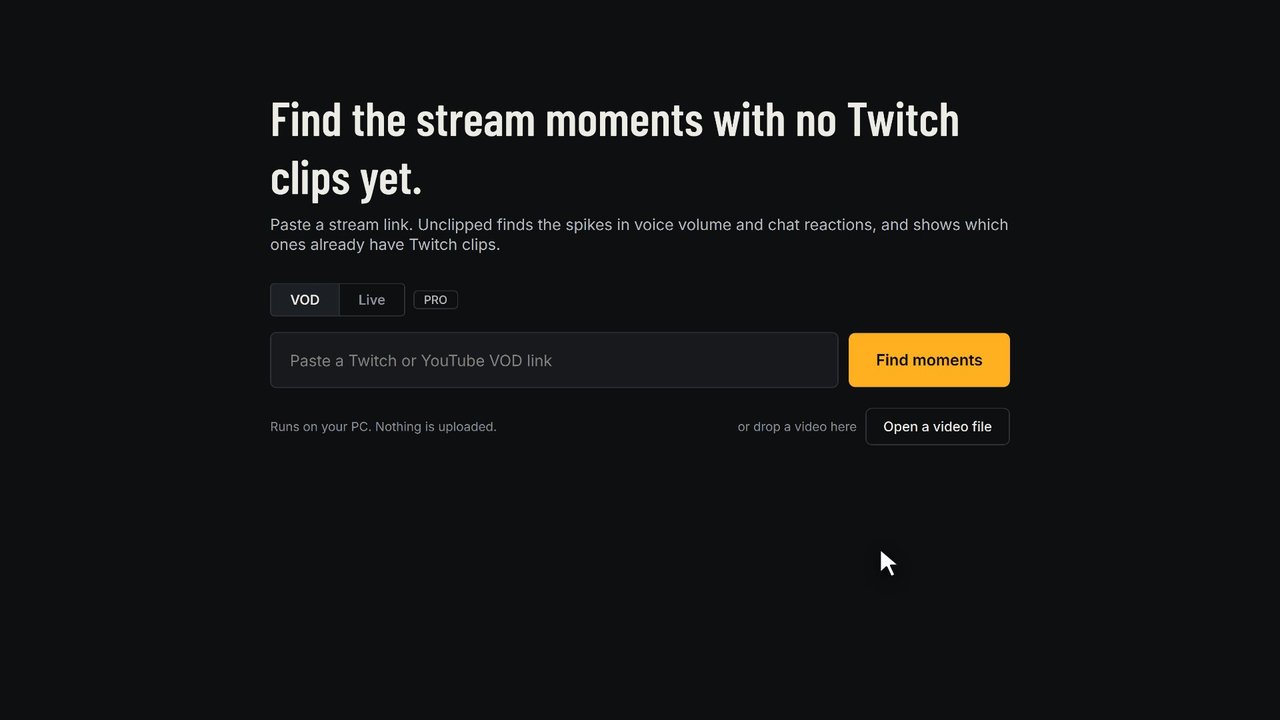 Find the stream moments with no Twitch
clips yet.
Paste a stream link. Unclipped finds the spikes in voice volume and chat reactions, and shows which
ones already have Twitch clips.
VOD Live PRO
Paste a Twitch or YouTube VOD link Find moments
Runs on your PC. Nothing is uploaded. or drop a video here Open a video file